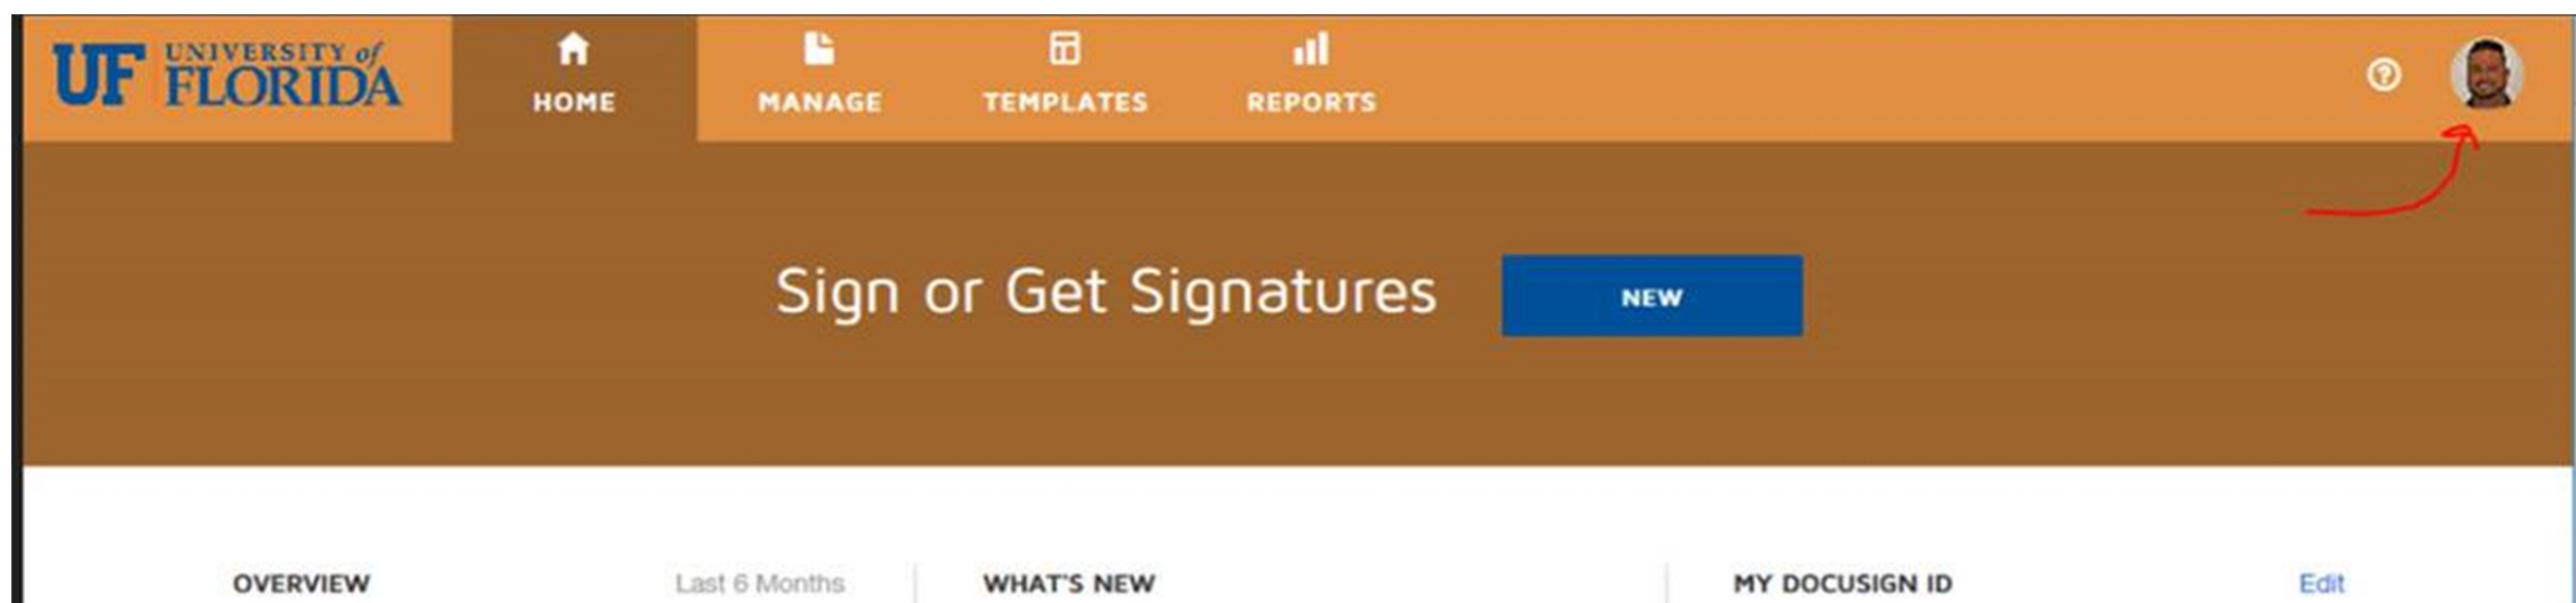 UF UNIVERSITY of
FLORIDA
HOME
MANAGE
TEMPLATES
REPORTS
?
Sign or Get Signatures
NEW
OVERVIEW
Last 6 Months
WHAT'S NEW
MY DOCUSIGN ID
Edit